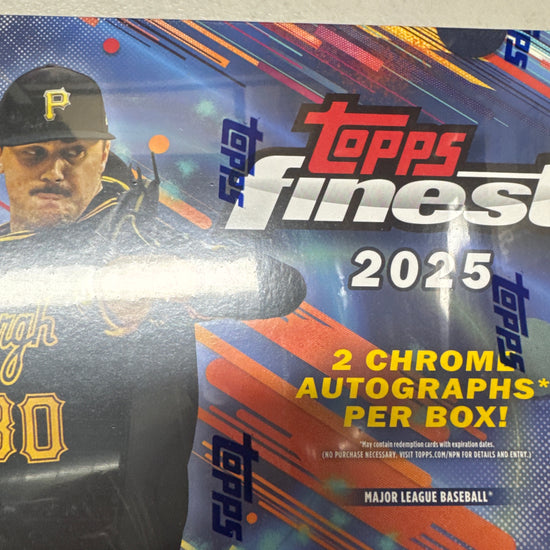 P
TOPPS
finest
2025
2 CHROME
AUTOGRAPHS*
PER BOX!
*May contain redemption cards with expiration dates.
(NO PURCHASE NECESSARY. VISIT TOPPS.COM/NPN FOR DETAILS AND ENTRY.)
MAJOR LEAGUE BASEBALL®
rgh
30
topps
topps
topps
topps